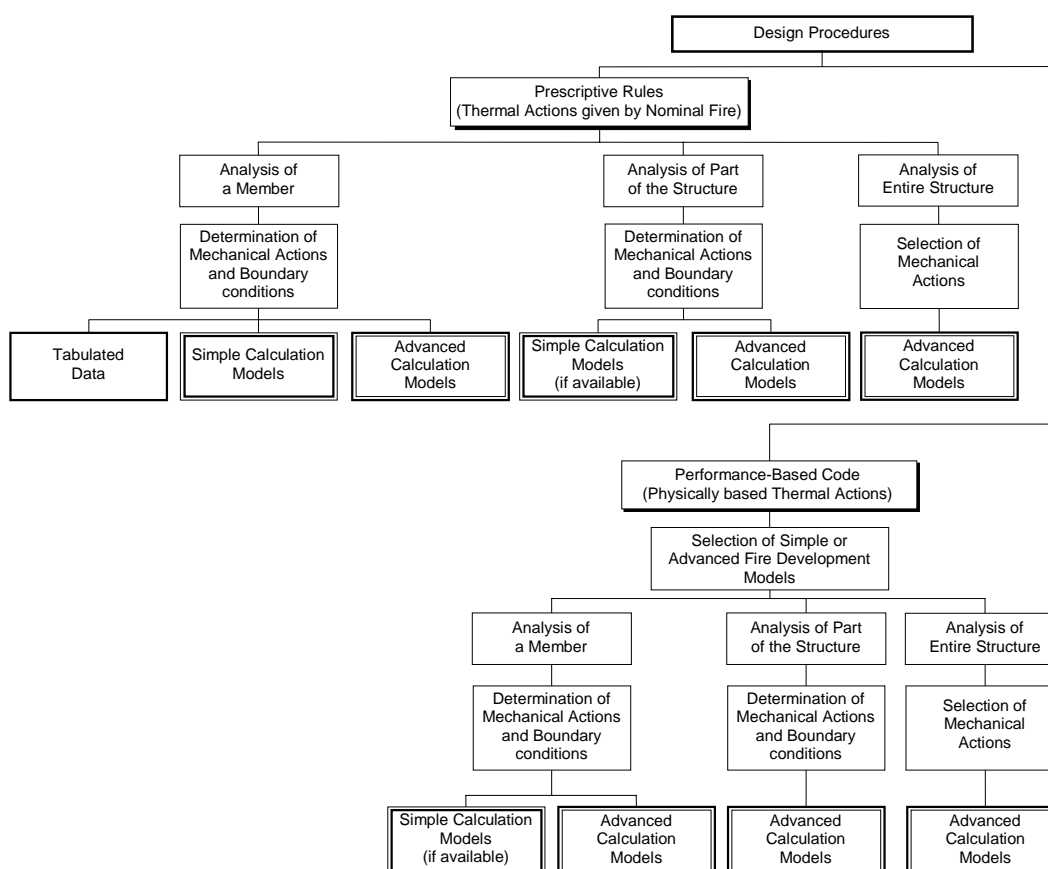 Design Procedures
Prescriptive Rules
(Thermal Actions given by Nominal Fire)
Analysis of
a Member
Analysis of Part
of the Structure
Analysis of
Entire Structure
Determination of
Mechanical Actions
and Boundary
conditions
Determination of
Mechanical Actions
and Boundary
conditions
Selection of
Mechanical
Actions
Tabulated
Data
Simple Calculation
Models
Advanced
Calculation
Models
Simple Calculation
Models
(if available)
Advanced
Calculation
Models
Advanced
Calculation
Models
Performance-Based Code
(Physically based Thermal Actions)
Selection of Simple or
Advanced Fire Development
Models
Analysis of
a Member
Analysis of Part
of the Structure
Analysis of
Entire Structure
Determination of
Mechanical Actions
and Boundary
conditions
Determination of
Mechanical Actions
and Boundary
conditions
Selection of
Mechanical
Actions
Simple Calculation
Models
(if available)
Advanced
Calculation
Models
Advanced
Calculation
Models
Advanced
Calculation
Models